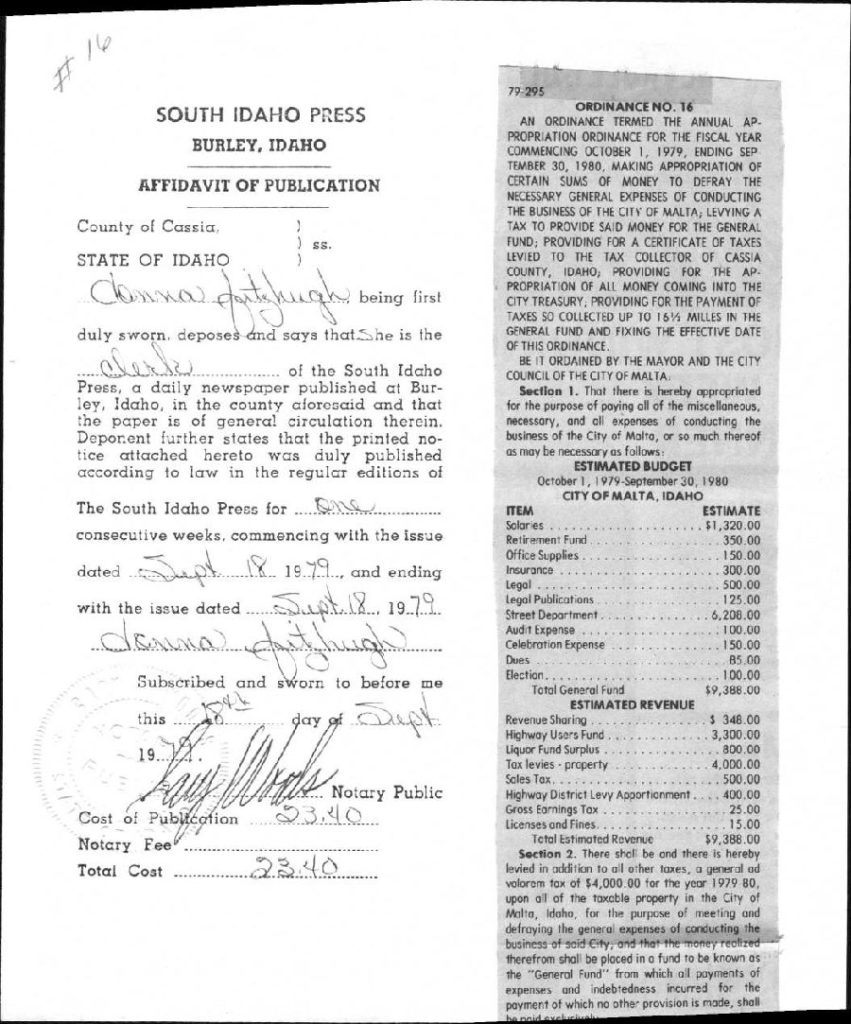 # 16
SOUTH IDAHO PRESS
BURLEY, IDAHO
AFFIDAVIT OF PUBLICATION
County of Cassia, )
) ss.
STATE OF IDAHO )
Donna Fitzhugh being first
duly sworn, deposes and says that she is the
clerk of the South Idaho
Press, a daily newspaper published at Bur-
ley, Idaho, in the county aforesaid and that
the paper is of general circulation therein.
Deponent further states that the printed no-
tice attached hereto was duly published
according to law in the regular editions of
The South Idaho Press for one
consecutive weeks, commencing with the issue
dated Sept 18 1979, and ending
with the issue dated Sept. 18, 1979
Donna Fitzhugh
Subscribed and sworn to before me
this 18th day of Sept
1979.
Notary Public
Cost of Publication 23.40
Notary Fee
Total Cost 23.40
79-295
ORDINANCE NO. 16
AN ORDINANCE TERMED THE ANNUAL AP-
PROPRIATION ORDINANCE FOR THE FISCAL YEAR
COMMENCING OCTOBER 1, 1979, ENDING SEP-
TEMBER 30, 1980, MAKING APPROPRIATION OF
CERTAIN SUMS OF MONEY TO DEFRAY THE
NECESSARY GENERAL EXPENSES OF CONDUCTING
THE BUSINESS OF THE CITY OF MALTA; LEVYING A
TAX TO PROVIDE SAID MONEY FOR THE GENERAL
FUND; PROVIDING FOR A CERTIFICATE OF TAXES
LEVIED TO THE TAX COLLECTOR OF CASSIA
COUNTY, IDAHO; PROVIDING FOR THE AP-
PROPRIATION OF ALL MONEY COMING INTO THE
CITY TREASURY, PROVIDING FOR THE PAYMENT OF
TAXES SO COLLECTED UP TO 16½ MILLES IN THE
GENERAL FUND AND FIXING THE EFFECTIVE DATE
OF THIS ORDINANCE.
BE IT ORDAINED BY THE MAYOR AND THE CITY
COUNCIL OF THE CITY OF MALTA:
Section 1. That there is hereby appropriated
for the purpose of paying all of the miscellaneous,
necessary, and all expenses of conducting the
business of the City of Malta, or so much thereof
as may be necessary as follows:
ESTIMATED BUDGET
October 1, 1979-September 30, 1980
CITY OF MALTA, IDAHO
ITEM ESTIMATE
Salaries $1,320.00
Retirement Fund 350.00
Office Supplies 150.00
Insurance 300.00
Legal 500.00
Legal Publications 125.00
Street Department 6,208.00
Audit Expense 100.00
Celebration Expense 150.00
Dues 85.00
Election 100.00
Total General Fund $9,388.00
ESTIMATED REVENUE
Revenue Sharing $ 348.00
Highway Users Fund 3,300.00
Liquor Fund Surplus 800.00
Tax levies - property 4,000.00
Sales Tax 500.00
Highway District Levy Apportionment 400.00
Gross Earnings Tax 25.00
Licenses and Fines 15.00
Total Estimated Revenue $9,388.00
Section 2. There shall be and there is hereby
levied in addition to all other taxes, a general ad
valorem tax of $4,000.00 for the year 1979-80,
upon all of the taxable property in the City of
Malta, Idaho, for the purpose of meeting and
defraying the general expenses of conducting the
business of said City; and that the money realized
therefrom shall be placed in a fund to be known as
the "General Fund" from which all payments of
expenses and indebtedness incurred for the
payment of which no other provision is made, shall
be paid exclusively